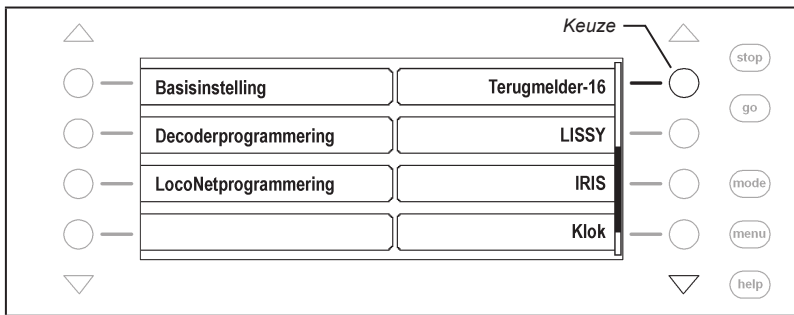 Keuze
stop
Basisinstelling Terugmelder-16
go
Decoderprogrammering LISSY
LocoNetprogrammering IRIS
mode
Klok
menu
help